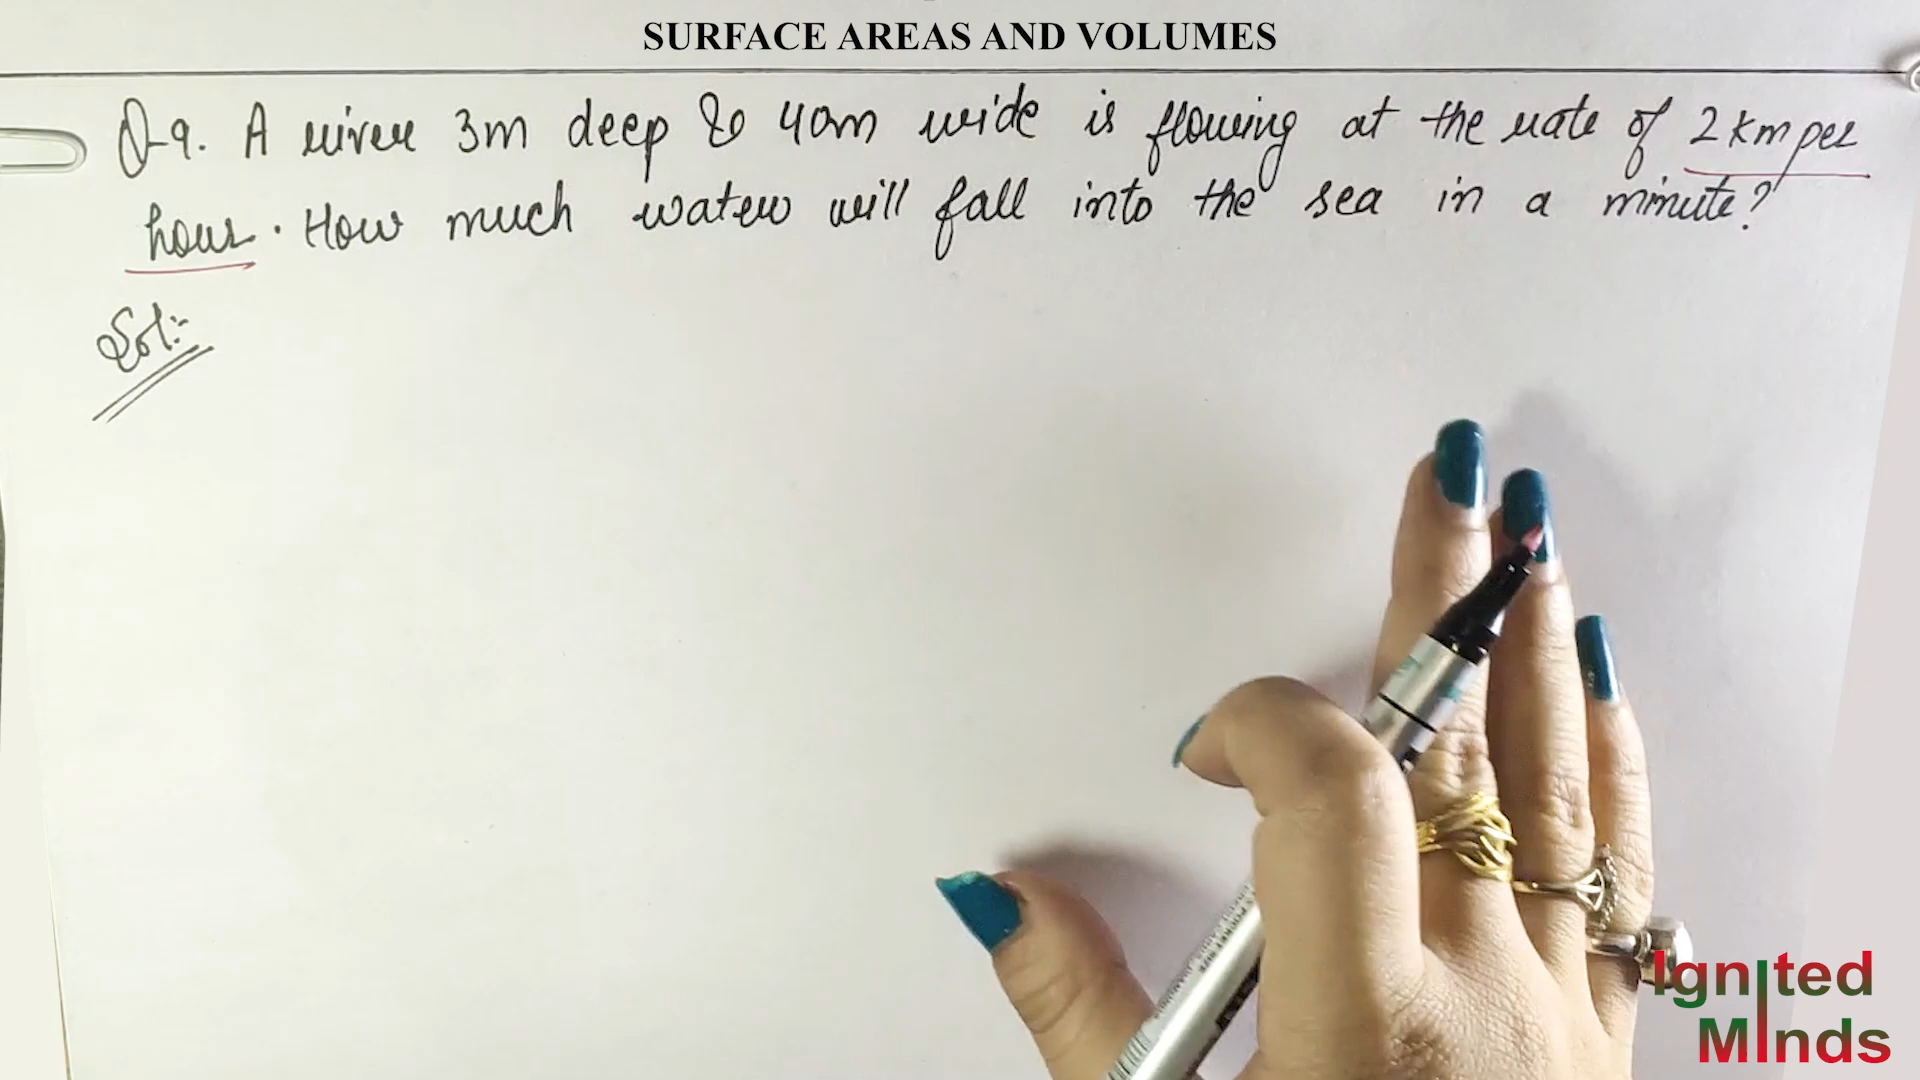 SURFACE AREAS AND VOLUMES
Q-9. A river 3m deep & 40m wide is flowing at the rate of 2 km per
hour. How much water will fall into the sea in a minute?
Sol:-
Ignited
Minds